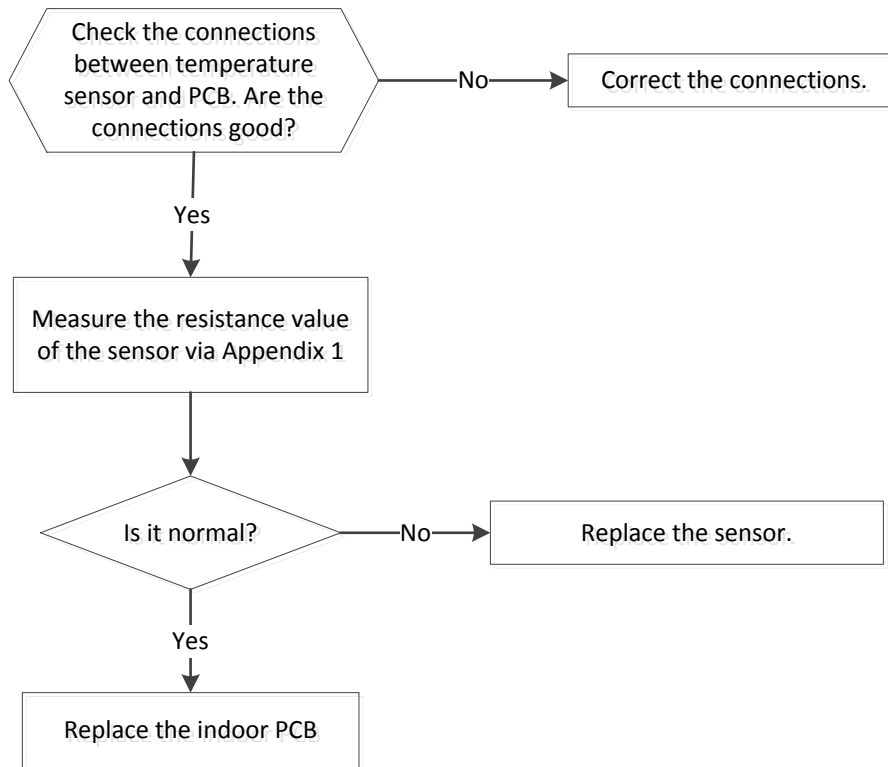 Check the connections
between temperature
sensor and PCB. Are the
connections good?
No
Correct the connections.
Yes
Measure the resistance value
of the sensor via Appendix 1
Is it normal?
No
Replace the sensor.
Yes
Replace the indoor PCB